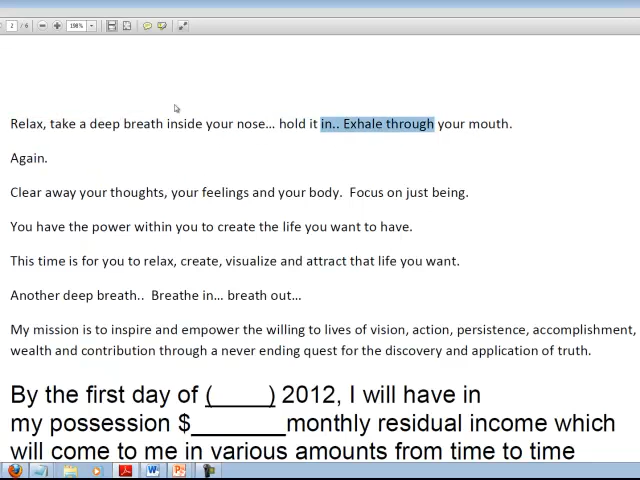 2 / 6 198%
Relax, take a deep breath inside your nose... hold it in.. Exhale through your mouth.
Again.
Clear away your thoughts, your feelings and your body. Focus on just being.
You have the power within you to create the life you want to have.
This time is for you to relax, create, visualize and attract that life you want.
Another deep breath.. Breathe in... breath out...
My mission is to inspire and empower the willing to lives of vision, action, persistence, accomplishment,
wealth and contribution through a never ending quest for the discovery and application of truth.
By the first day of (____) 2012, I will have in
my possession $_______monthly residual income which
will come to me in various amounts from time to time